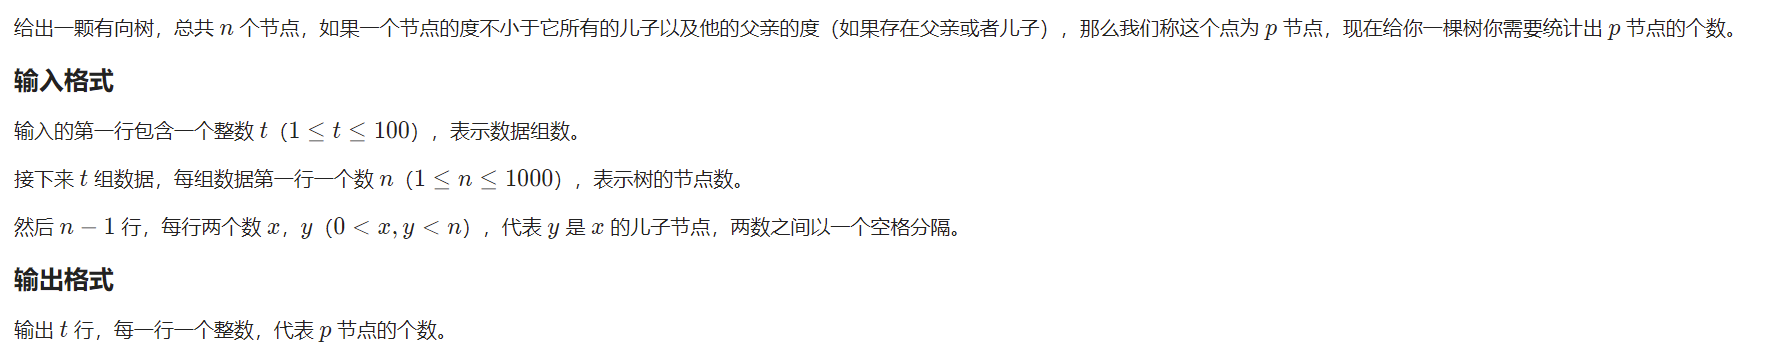 给出一颗有向树，总共 n 个节点，如果一个节点的度不小于它所有的儿子以及他的父亲的度（如果存在父亲或者儿子），那么我们称这个点为 p 节点，现在给你一棵树你需要统计出 p 节点的个数。
输入格式
输入的第一行包含一个整数 t（1 ≤ t ≤ 100），表示数据组数。
接下来 t 组数据，每组数据第一行一个数 n（1 ≤ n ≤ 1000），表示树的节点数。
然后 n − 1 行，每行两个数 x，y（0 < x, y < n），代表 y 是 x 的儿子节点，两数之间以一个空格分隔。
输出格式
输出 t 行，每一行一个整数，代表 p 节点的个数。